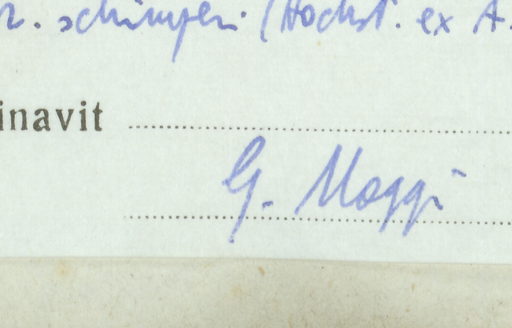 schimperi (Hochst. ex A.
inavit
G. Moggi